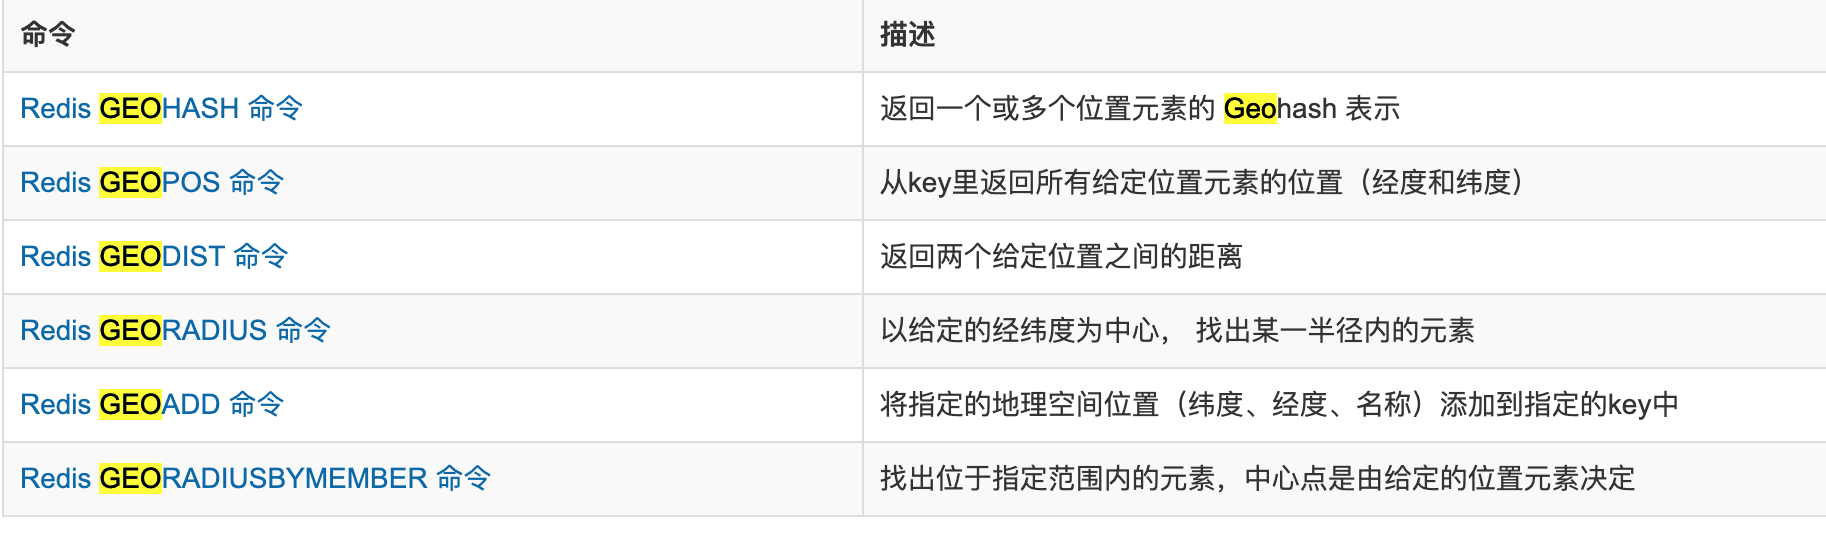 命令 描述
Redis GEOHASH 命令 返回一个或多个位置元素的 Geohash 表示
Redis GEOPOS 命令 从key里返回所有给定位置元素的位置（经度和纬度）
Redis GEODIST 命令 返回两个给定位置之间的距离
Redis GEORADIUS 命令 以给定的经纬度为中心， 找出某一半径内的元素
Redis GEOADD 命令 将指定的地理空间位置（纬度、经度、名称）添加到指定的key中
Redis GEORADIUSBYMEMBER 命令 找出位于指定范围内的元素，中心点是由给定的位置元素决定